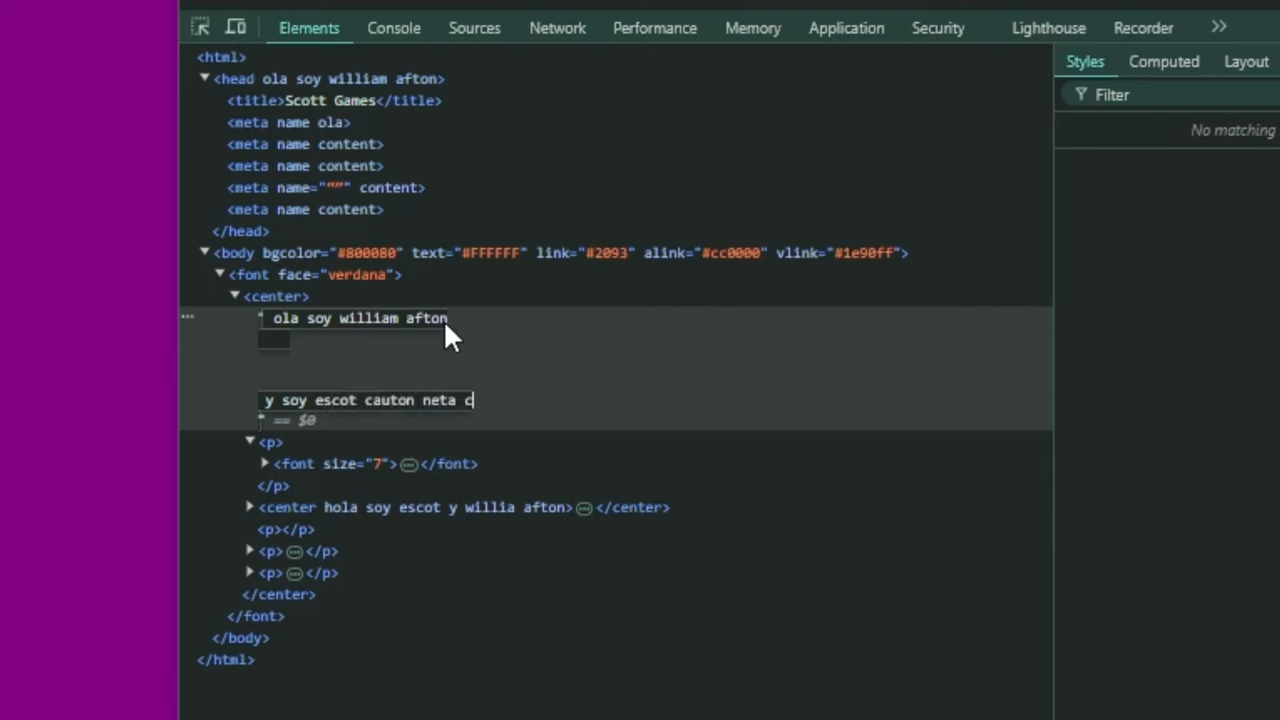 Elements Console Sources Network Performance Memory Application Security Lighthouse Recorder
<html>
<head ola soy william afton>
<title>Scott Games</title>
<meta name ola>
<meta name content>
<meta name content>
<meta name="“”" content>
<meta name content>
</head>
<body bgcolor="#800080" text="#FFFFFF" link="#2093" alink="#cc0000" vlink="#1e90ff">
<font face="verdana">
<center>
" ola soy william afton
y soy escot cauton neta c
" == $0
<p>
<font size="7">…</font>
</p>
<center hola soy escot y willia afton>…</center>
<p></p>
<p>…</p>
<p>…</p>
</center>
</font>
</body>
</html>
Styles Computed Layout
Filter
No matching